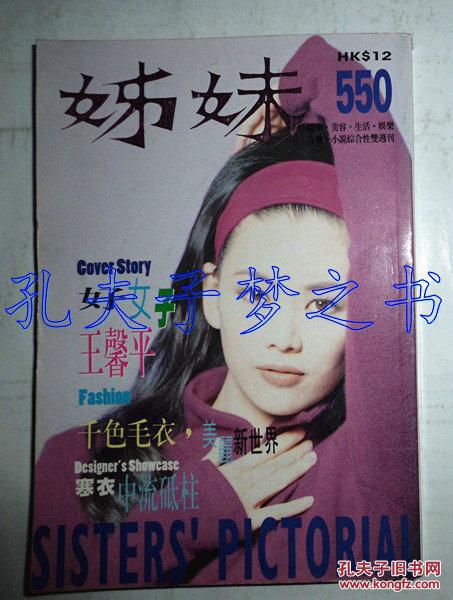 HK$12
姊妹
550
美容・生活・娛樂
小說綜合性雙週刊
Cover Story
好女子
王馨平
孔夫子梦之书
Fashion
千色毛衣，美麗新世界
Designer's Showcase
寒衣中流砥柱
SISTERS' PICTORIAL
孔夫子旧书网
www.kongfz.com